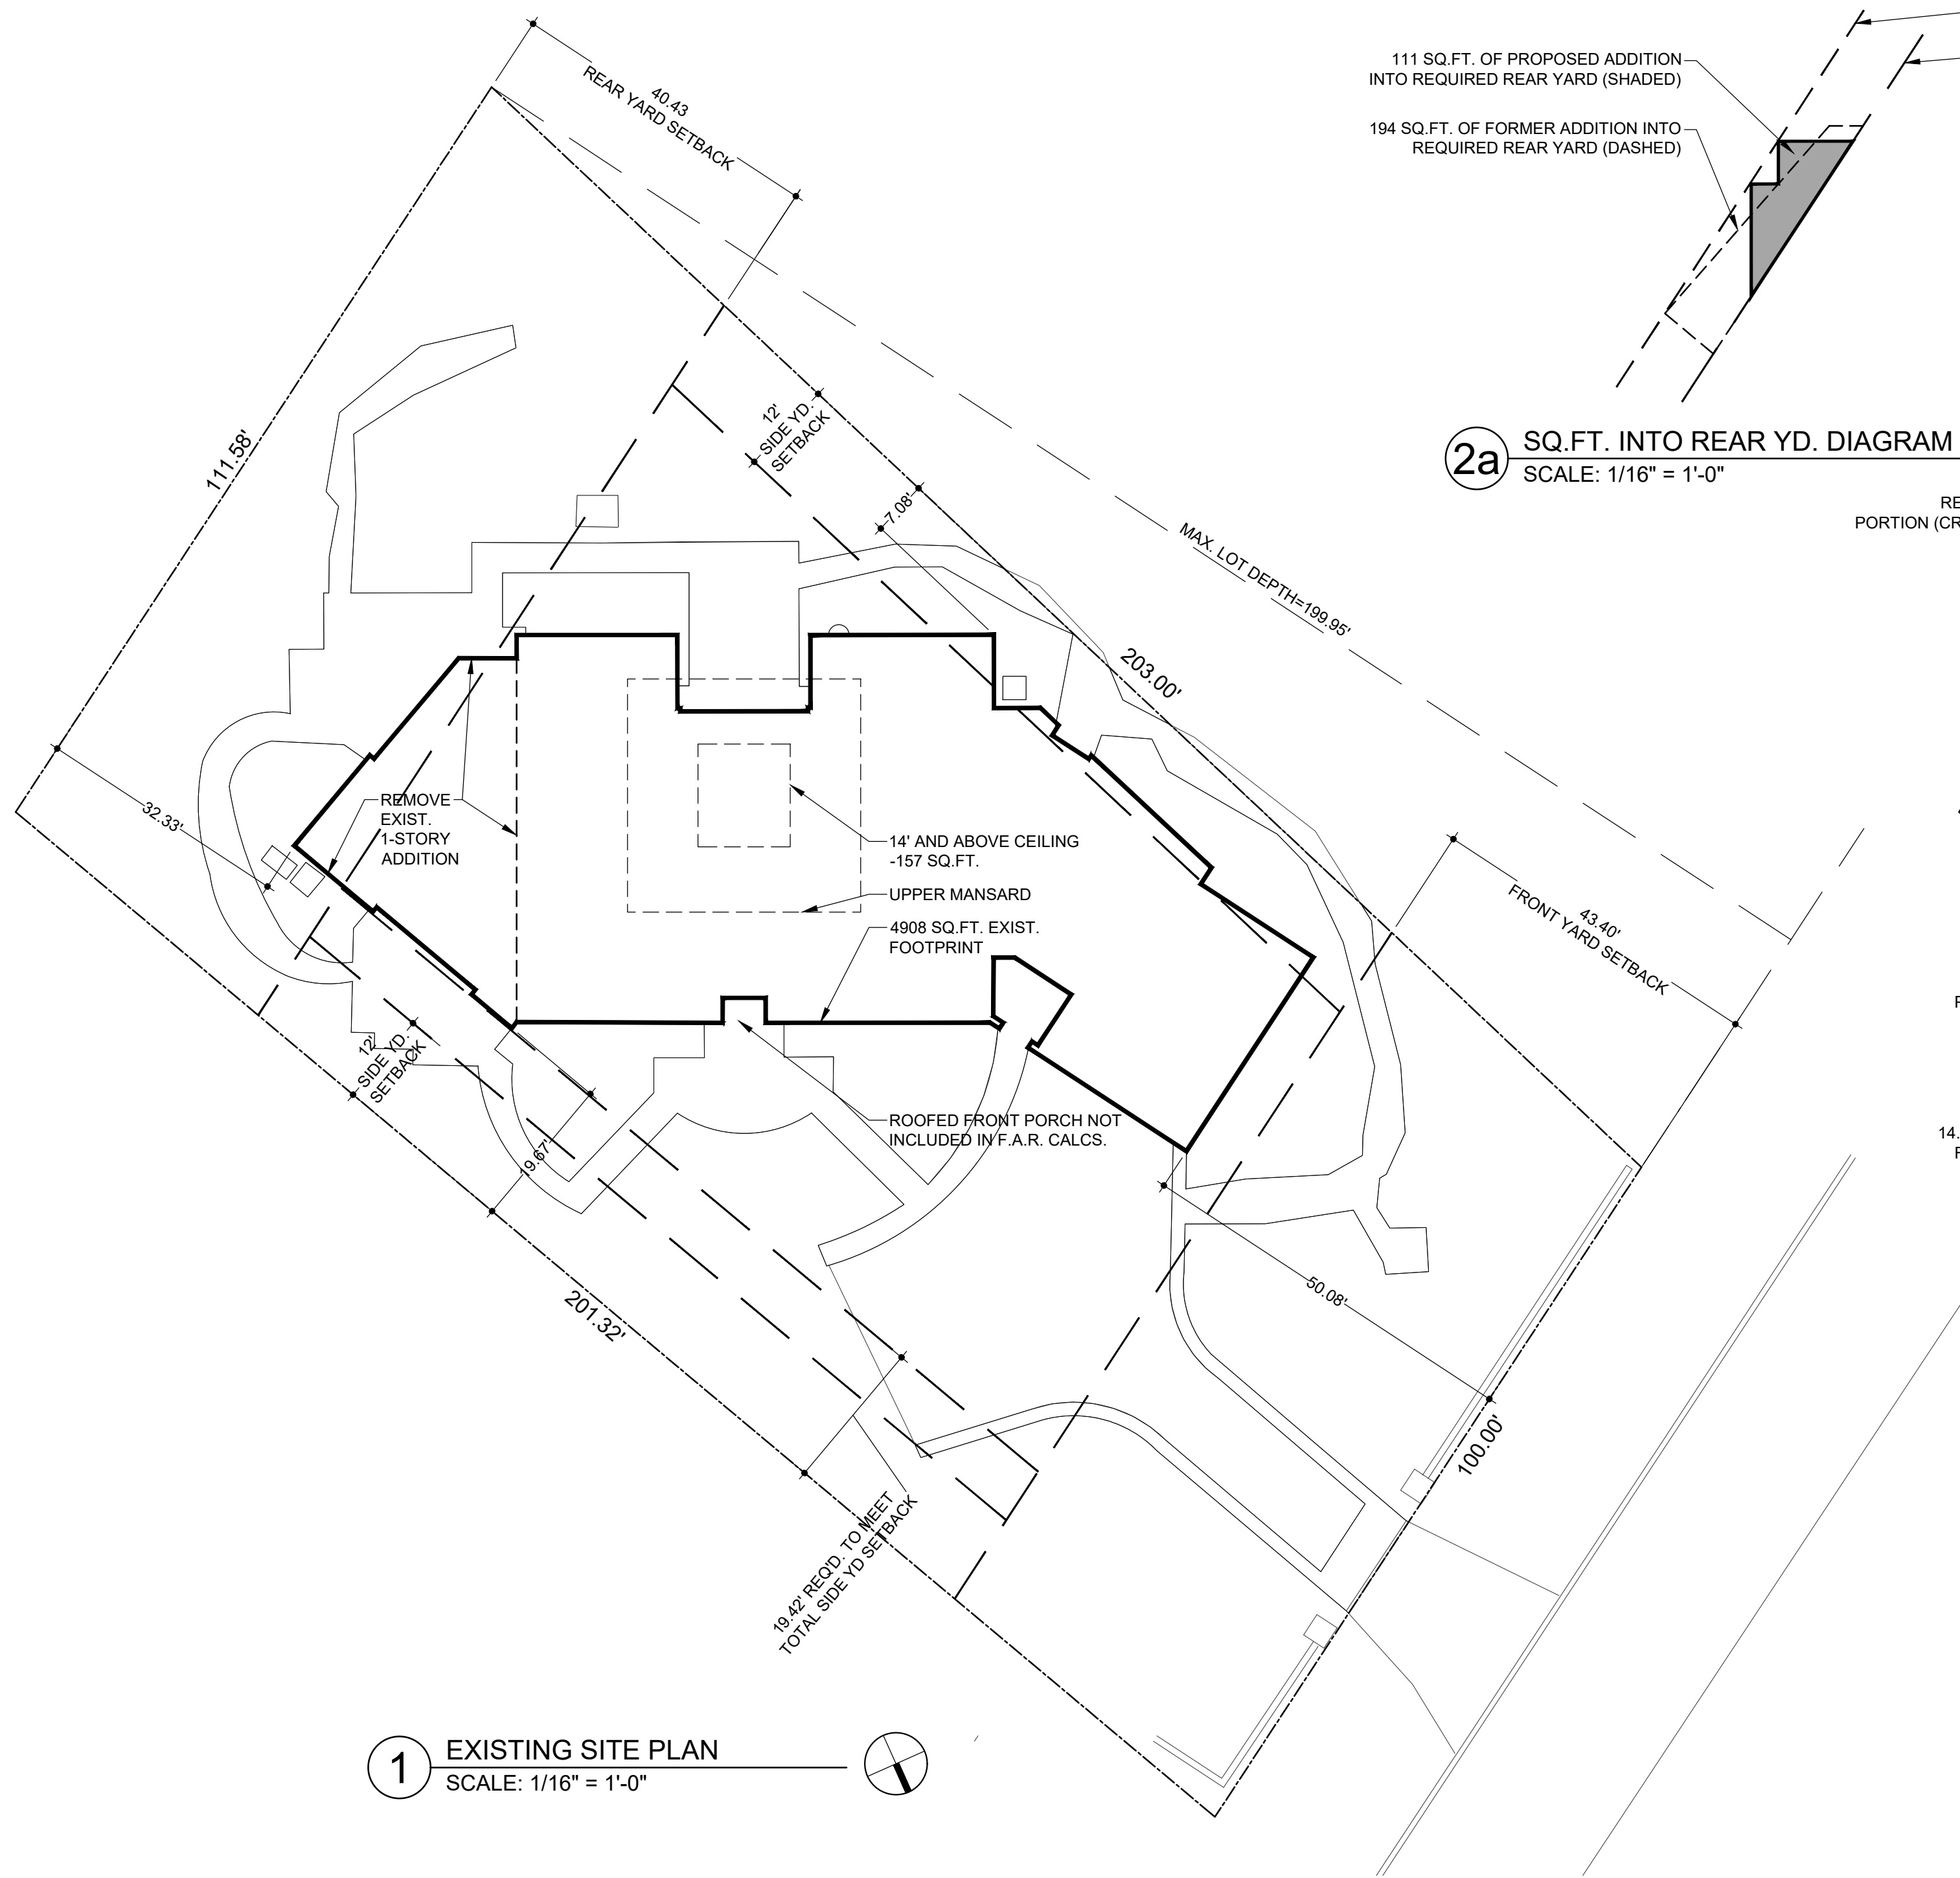 40.43
REAR YARD SETBACK
111 SQ.FT. OF PROPOSED ADDITION
INTO REQUIRED REAR YARD (SHADED)
194 SQ.FT. OF FORMER ADDITION INTO
REQUIRED REAR YARD (DASHED)
2a
SQ.FT. INTO REAR YD. DIAGRAM
SCALE: 1/16" = 1'-0"
RE
PORTION (CR
111.58'
12'
SIDE YD.
SETBACK
7.08'
MAX. LOT DEPTH=199.95'
203.00'
32.33'
REMOVE
EXIST.
1-STORY
ADDITION
14' AND ABOVE CEILING
-157 SQ.FT.
UPPER MANSARD
4908 SQ.FT. EXIST.
FOOTPRINT
43.40'
FRONT YARD SETBACK
12'
SIDE YD.
SETBACK
19.67'
ROOFED FRONT PORCH NOT
INCLUDED IN F.A.R. CALCS.
14.
201.32'
50.08'
100.00'
19.42' REQ'D. TO MEET
TOTAL SIDE YD SETBACK
1
EXISTING SITE PLAN
SCALE: 1/16" = 1'-0"